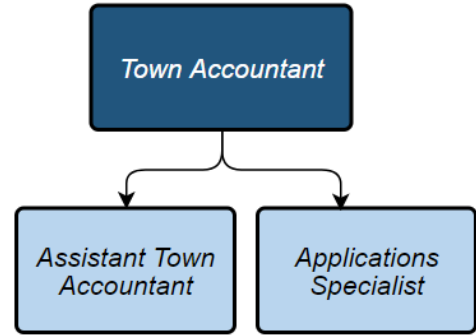 Town Accountant
Assistant Town
Accountant
Applications
Specialist